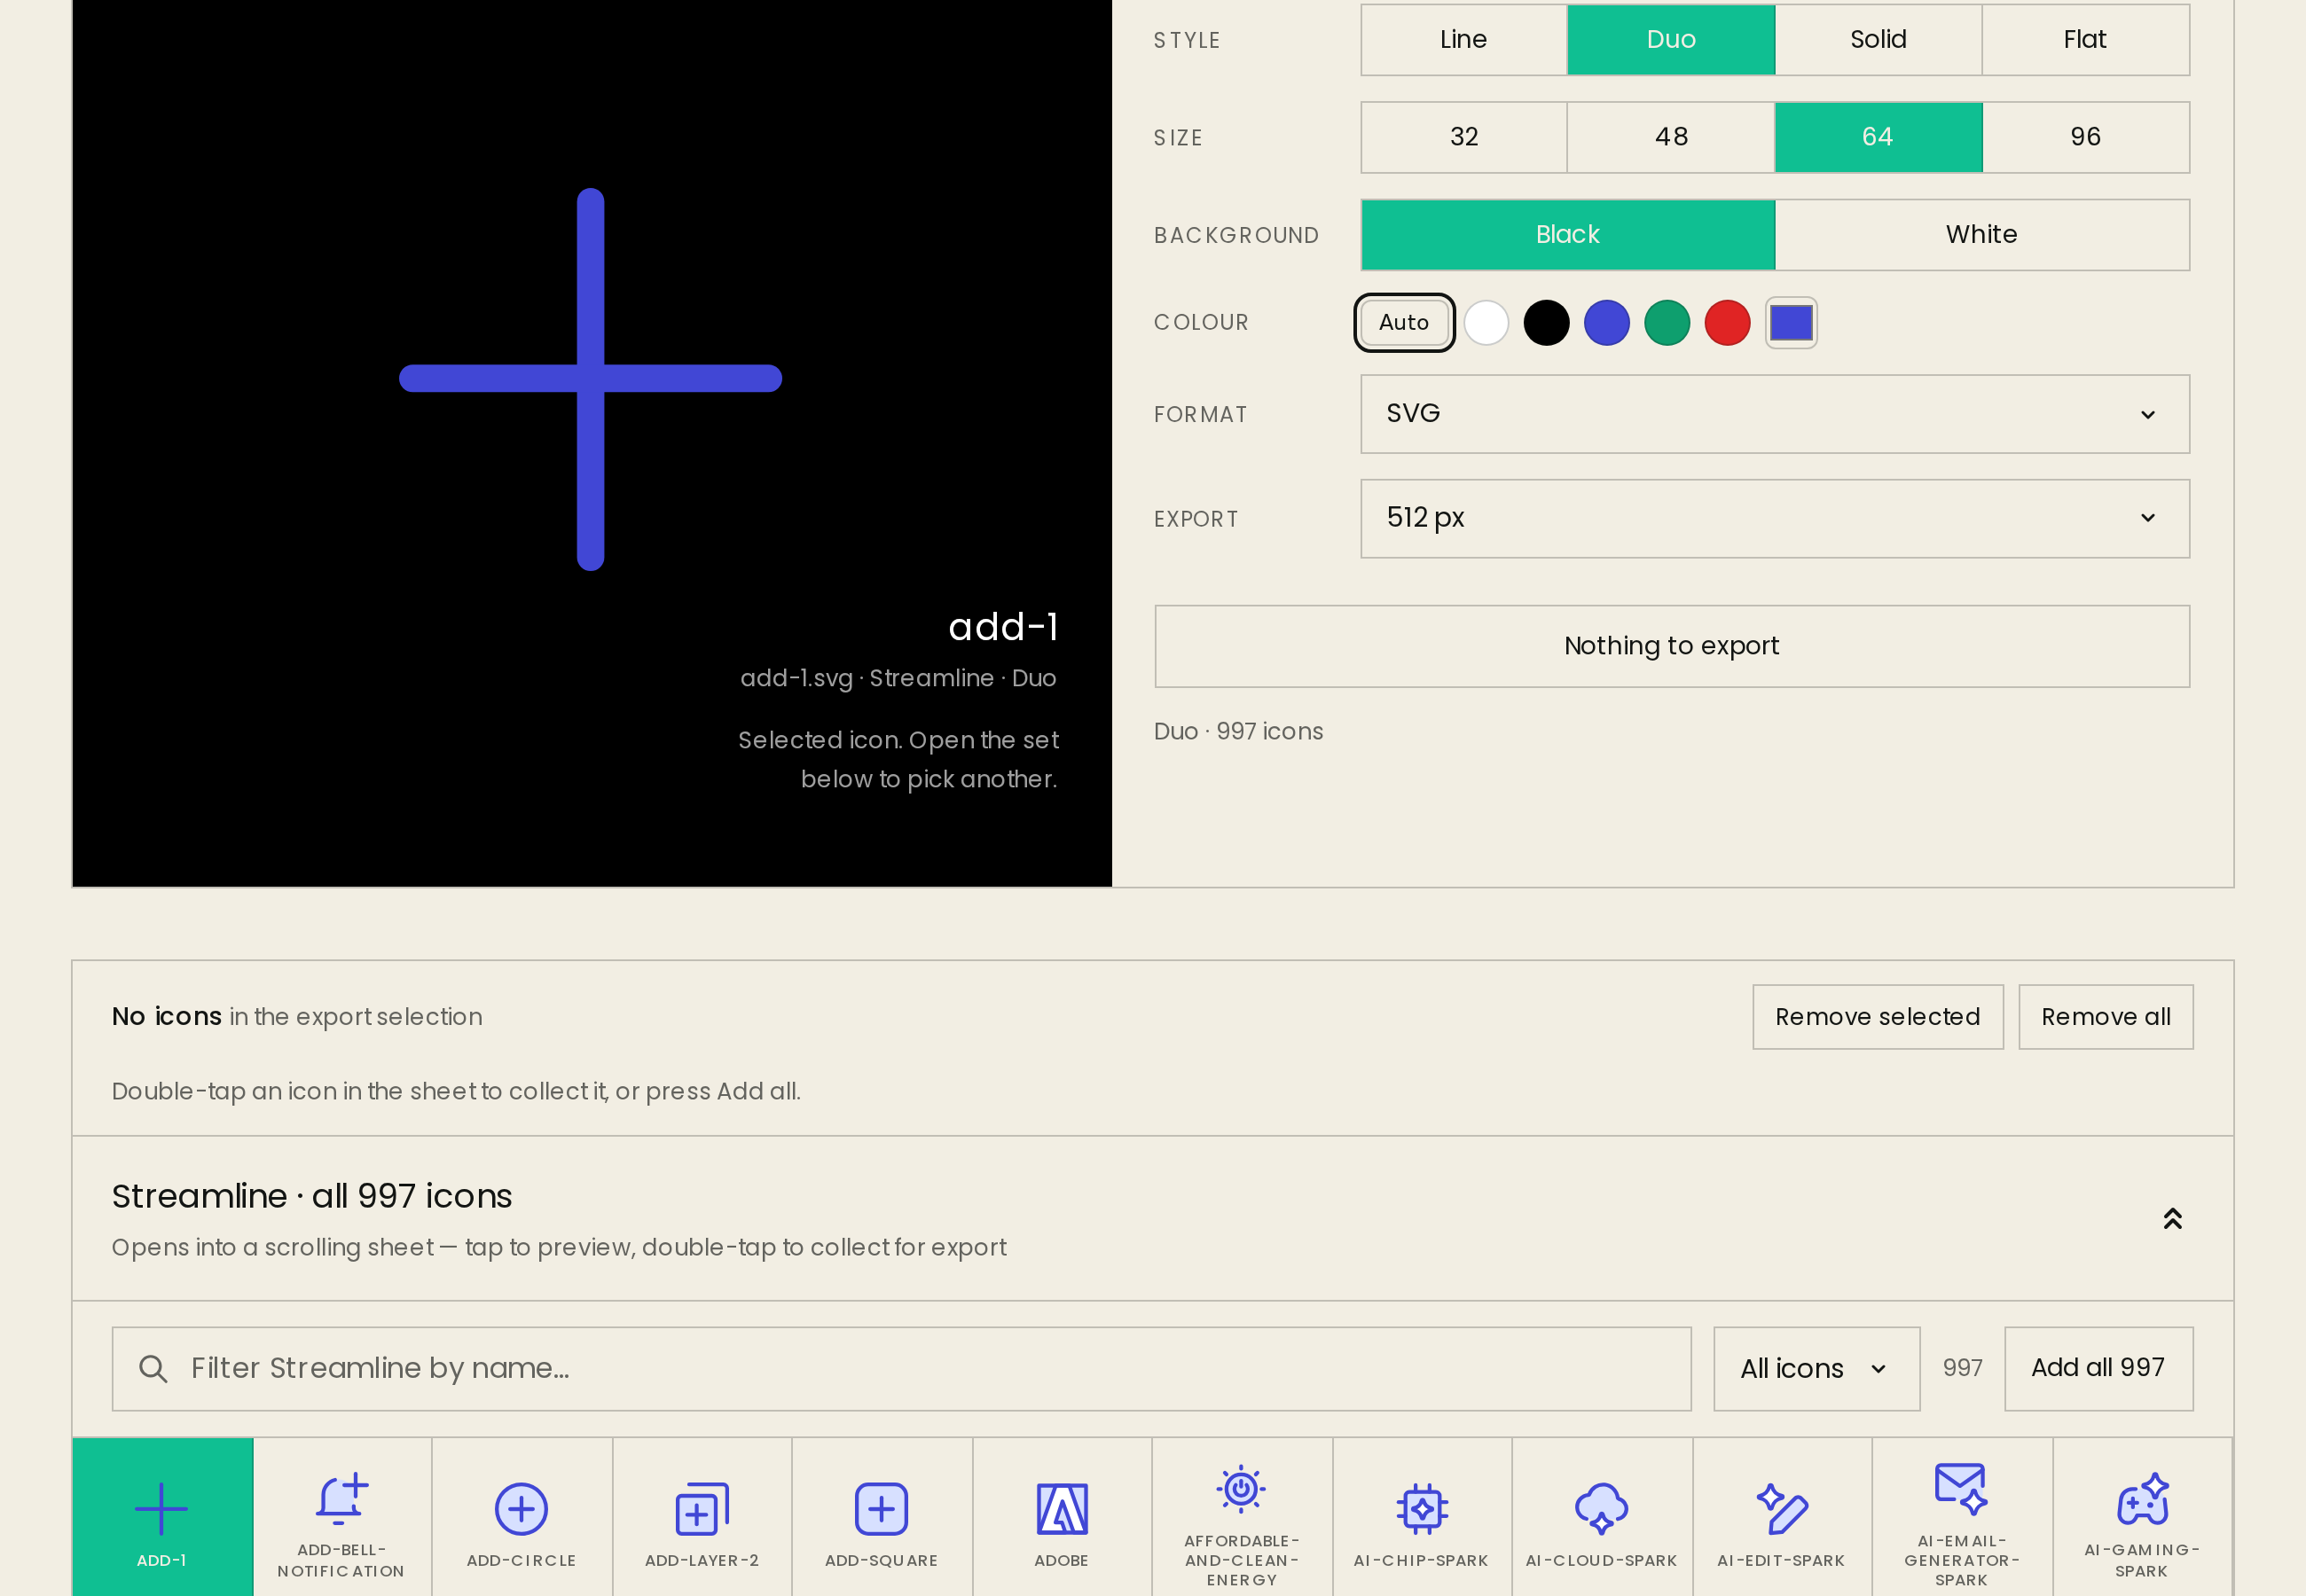 STYLE
Line
Duo
Solid
Flat
SIZE
32
48
64
96
BACKGROUND
Black
White
COLOUR
Auto
FORMAT
SVG
EXPORT
512 px
Nothing to export
Duo · 997 icons
add-1
add-1.svg · Streamline · Duo
Selected icon. Open the set
below to pick another.
No icons in the export selection
Remove selected
Remove all
Double-tap an icon in the sheet to collect it, or press Add all.
Streamline · all 997 icons
Opens into a scrolling sheet — tap to preview, double-tap to collect for export
Filter Streamline by name...
All icons
997
Add all 997
ADD-1
ADD-BELL-
NOTIFICATION
ADD-CIRCLE
ADD-LAYER-2
ADD-SQUARE
ADOBE
AFFORDABLE-
AND-CLEAN-
ENERGY
AI-CHIP-SPARK
AI-CLOUD-SPARK
AI-EDIT-SPARK
AI-EMAIL-
GENERATOR-
SPARK
AI-GAMING-
SPARK